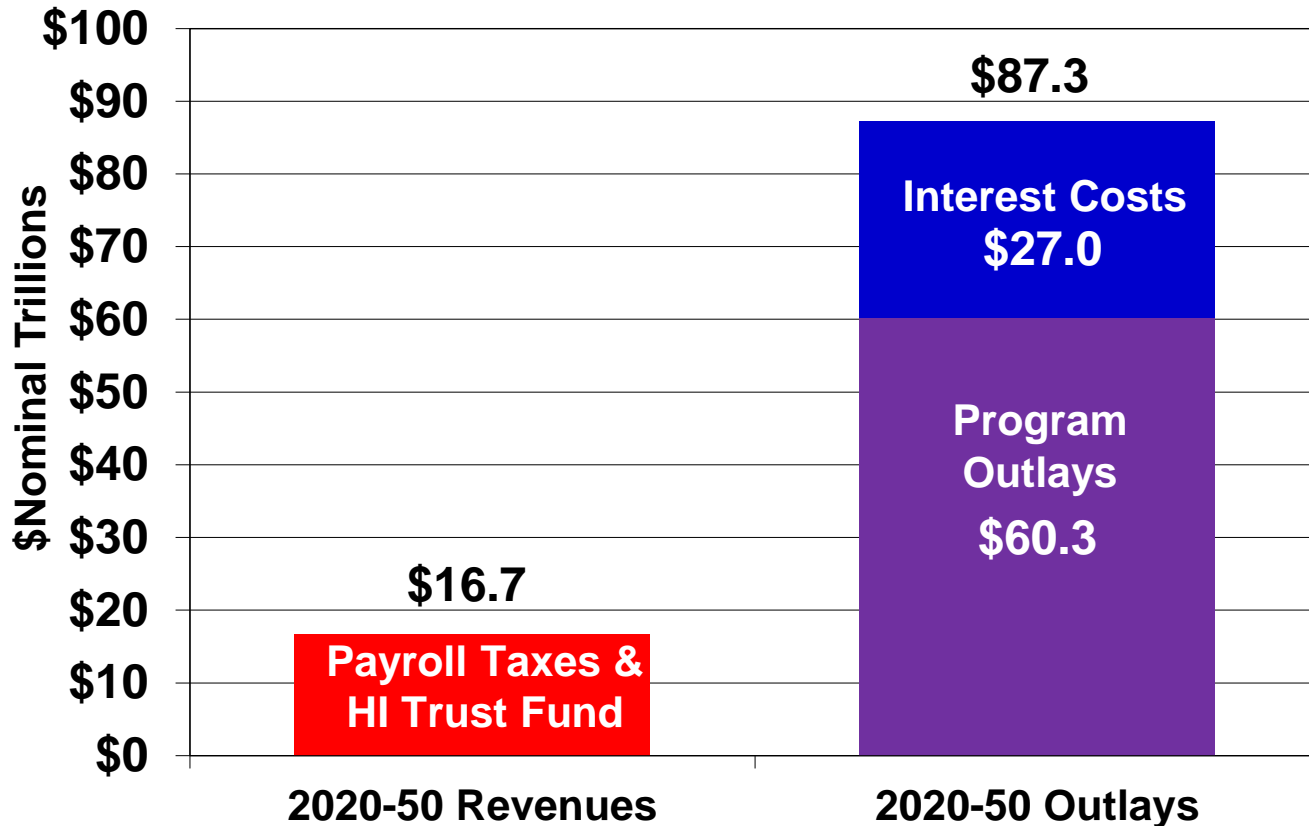 $Nominal Trillions
$100
$90
$80
$70
$60
$50
$40
$30
$20
$10
$0
$16.7
Payroll Taxes &
HI Trust Fund
$87.3
Interest Costs
$27.0
Program
Outlays
$60.3
2020-50 Revenues
2020-50 Outlays